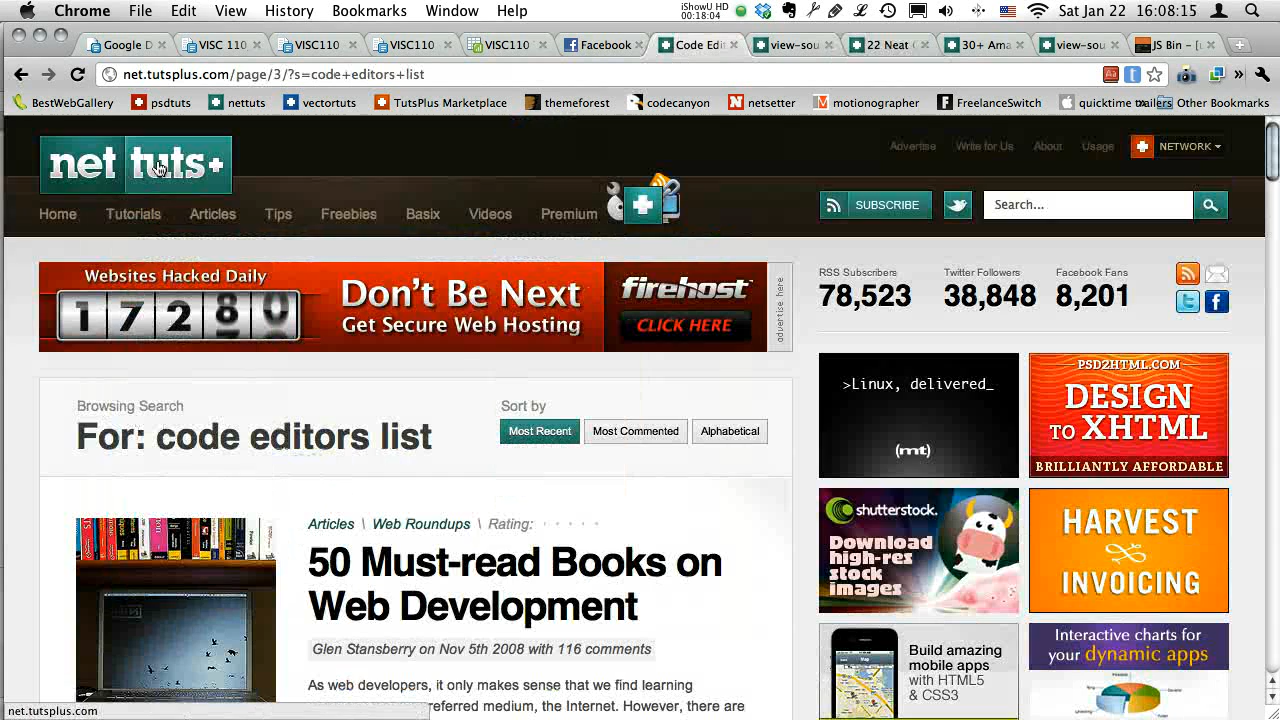 Chrome File Edit View History Bookmarks Window Help
iShowU HD
00:18:04
Sat Jan 22 16:08:15
Google D
VISC 110
VISC110
VISC110
VISC110
Facebook
Code Edi
view-sou
22 Neat
30+ Ama
view-sou
JS Bin - [
net.tutsplus.com/page/3/?s=code+editors+list
BestWebGallery psdtuts nettuts vectortuts TutsPlus Marketplace themeforest codecanyon netsetter motionographer FreelanceSwitch quicktime Other Bookmarks
net tuts+
Advertise Write for Us About Usage NETWORK
Home Tutorials Articles Tips Freebies Basix Videos Premium
SUBSCRIBE
Search...
Websites Hacked Daily
17280
Don't Be Next
Get Secure Web Hosting
firehost
CLICK HERE
advertise here
RSS Subscribers Twitter Followers Facebook Fans
78,523 38,848 8,201
Browsing Search
For: code editors list
Sort by
Most Recent Most Commented Alphabetical
>Linux, delivered_
(mt)
PSD2HTML.COM
DESIGN
TO XHTML
BRILLIANTLY AFFORDABLE
shutterstock.
Download
high-res
stock
images
HARVEST
INVOICING
Articles \ Web Roundups \ Rating:
50 Must-read Books on
Web Development
Glen Stansberry on Nov 5th 2008 with 116 comments
As web developers, it only makes sense that we find learning
referred medium, the Internet. However, there are
Build amazing
mobile apps
with HTML5
& CSS3
Interactive charts for
your dynamic apps
net.tutsplus.com